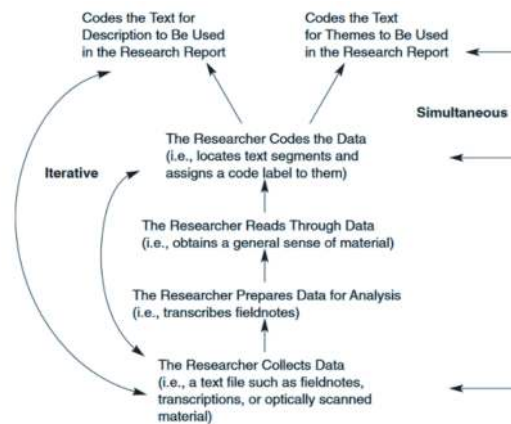 Codes the Text for
Description to Be Used
in the Research Report
Codes the Text
for Themes to Be Used
in the Research Report
Simultaneous
The Researcher Codes the Data
(i.e., locates text segments and
assigns a code label to them)
Iterative
The Researcher Reads Through Data
(i.e., obtains a general sense of material)
The Researcher Prepares Data for Analysis
(i.e., transcribes fieldnotes)
The Researcher Collects Data
(i.e., a text file such as fieldnotes,
transcriptions, or optically scanned
material)